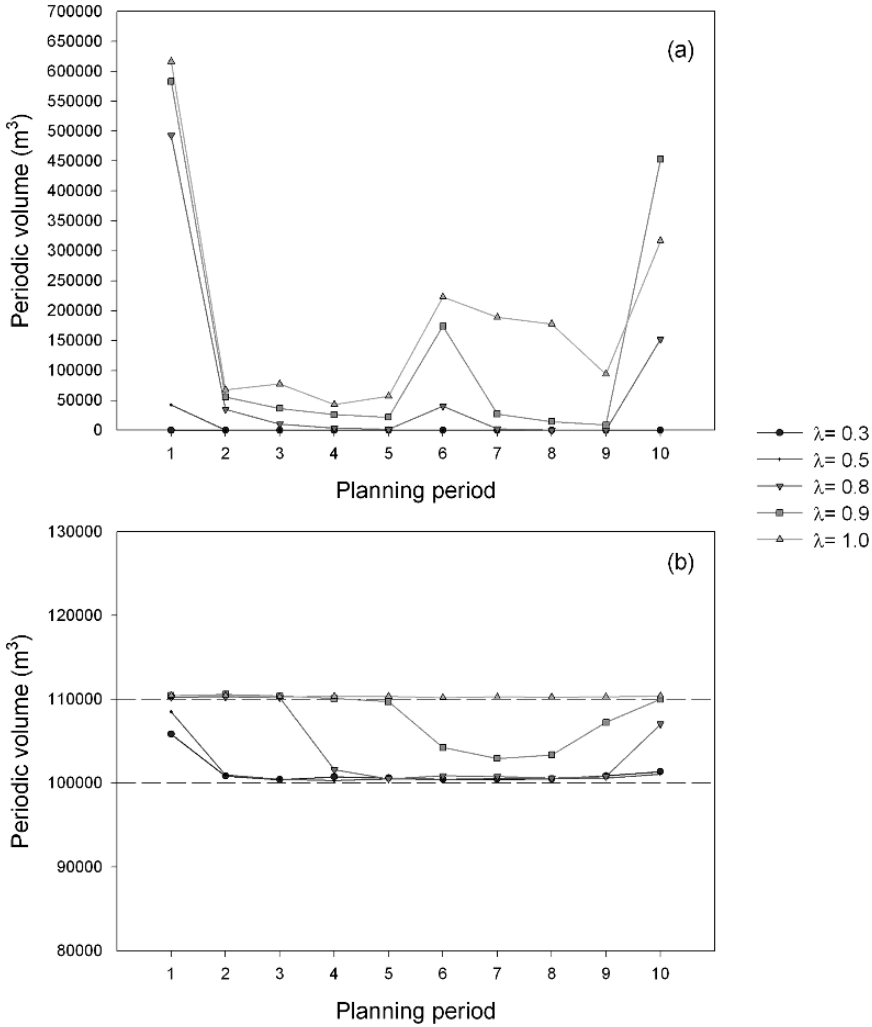 700000
(a)
650000
600000
550000
500000
450000
400000
350000
300000
250000
200000
150000
100000
50000
0
Periodic volume (m³)
1 2 3 4 5 6 7 8 9 10
Planning period
λ= 0.3
λ= 0.5
λ= 0.8
λ= 0.9
λ= 1.0
130000
(b)
120000
110000
100000
90000
80000
Periodic volume (m³)
1 2 3 4 5 6 7 8 9 10
Planning period